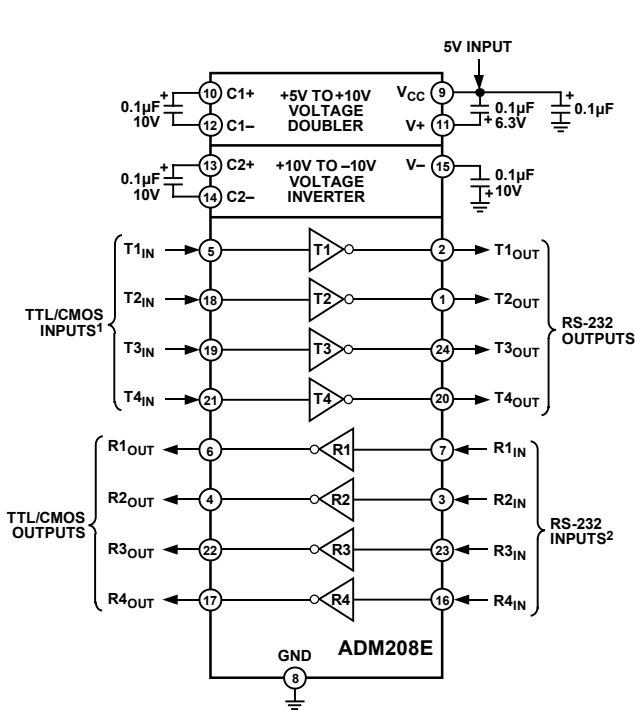 5V INPUT
0.1µF
10V
+
10
C1+
12
C1–
+5V TO +10V
VOLTAGE
DOUBLER
VCC
9
V+
11
0.1µF
+ 6.3V
+
0.1µF
0.1µF
10V
+
13
C2+
14
C2–
+10V TO –10V
VOLTAGE
INVERTER
V–
15
0.1µF
+ 10V
TTL/CMOS
INPUTS1
T1IN
5
T1
2
T1OUT
T2IN
18
T2
1
T2OUT
T3IN
19
T3
24
T3OUT
T4IN
21
T4
20
T4OUT
RS-232
OUTPUTS
TTL/CMOS
OUTPUTS
R1OUT
6
R1
7
R1IN
R2OUT
4
R2
3
R2IN
R3OUT
22
R3
23
R3IN
R4OUT
17
R4
16
R4IN
RS-232
INPUTS2
GND
8
ADM208E